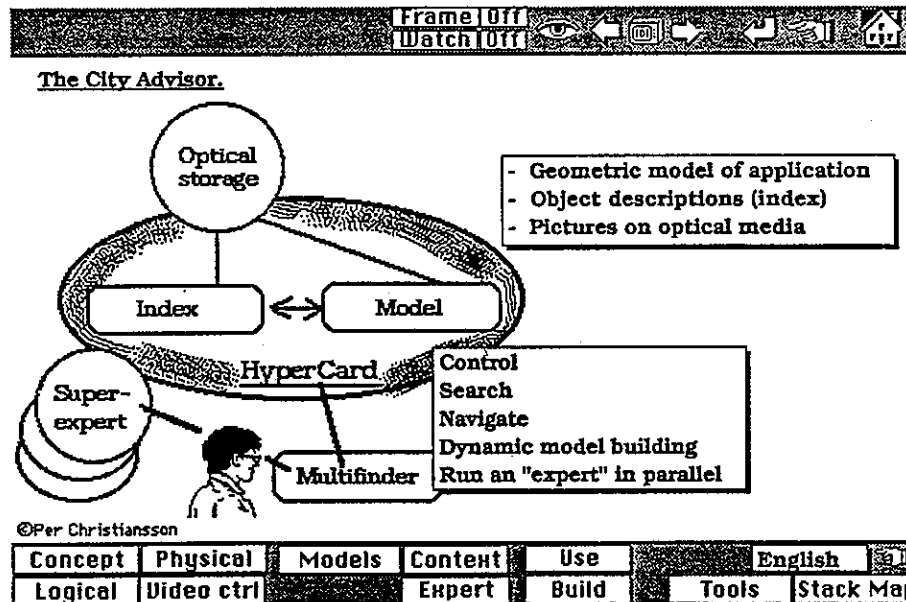 Frame Off
Watch Off
The City Advisor.
Optical
storage
- Geometric model of application
- Object descriptions (index)
- Pictures on optical media
Index
Model
HyperCard
Control
Search
Navigate
Dynamic model building
Run an "expert" in parallel
Super-
expert
Multifinder
©Per Christiansson
Concept Physical Models Context Use English
Logical Video ctrl Expert Build Tools Stack Map